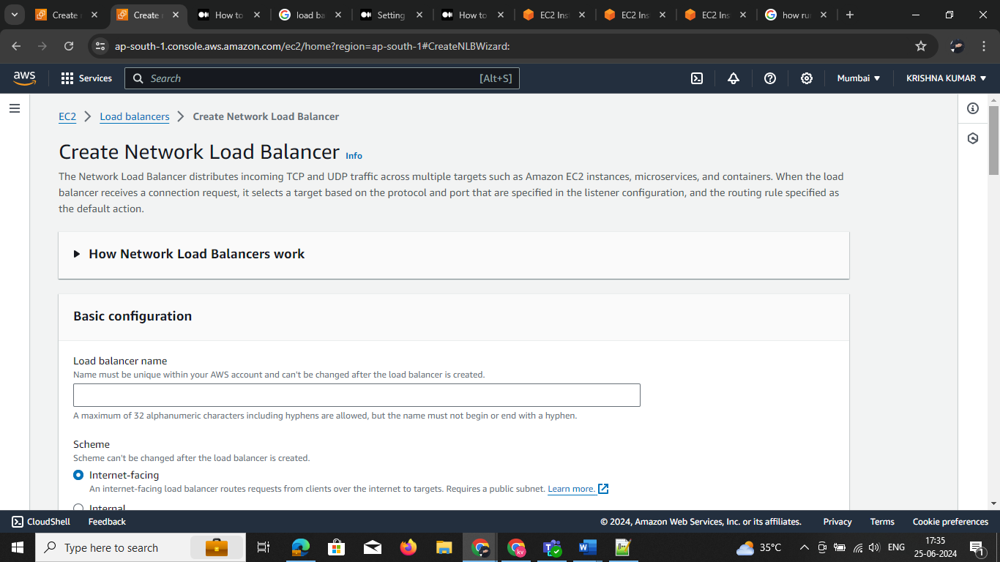 Create
Create
How to
load ba
Setting
How to
EC2 Ins
EC2 Ins
EC2 Ins
how ru
ap-south-1.console.aws.amazon.com/ec2/home?region=ap-south-1#CreateNLBWizard:
aws
Services
Search
[Alt+S]
Mumbai
KRISHNA KUMAR
EC2
Load balancers
Create Network Load Balancer
Create Network Load Balancer Info
The Network Load Balancer distributes incoming TCP and UDP traffic across multiple targets such as Amazon EC2 instances, microservices, and containers. When the load
balancer receives a connection request, it selects a target based on the protocol and port that are specified in the listener configuration, and the routing rule specified as
the default action.
How Network Load Balancers work
Basic configuration
Load balancer name
Name must be unique within your AWS account and can't be changed after the load balancer is created.
A maximum of 32 alphanumeric characters including hyphens are allowed, but the name must not begin or end with a hyphen.
Scheme
Scheme can't be changed after the load balancer is created.
Internet-facing
An internet-facing load balancer routes requests from clients over the internet to targets. Requires a public subnet. Learn more.
Internal
CloudShell
Feedback
© 2024, Amazon Web Services, Inc. or its affiliates.
Privacy
Terms
Cookie preferences
Type here to search
kv
35°C
ENG
17:35
25-06-2024
1